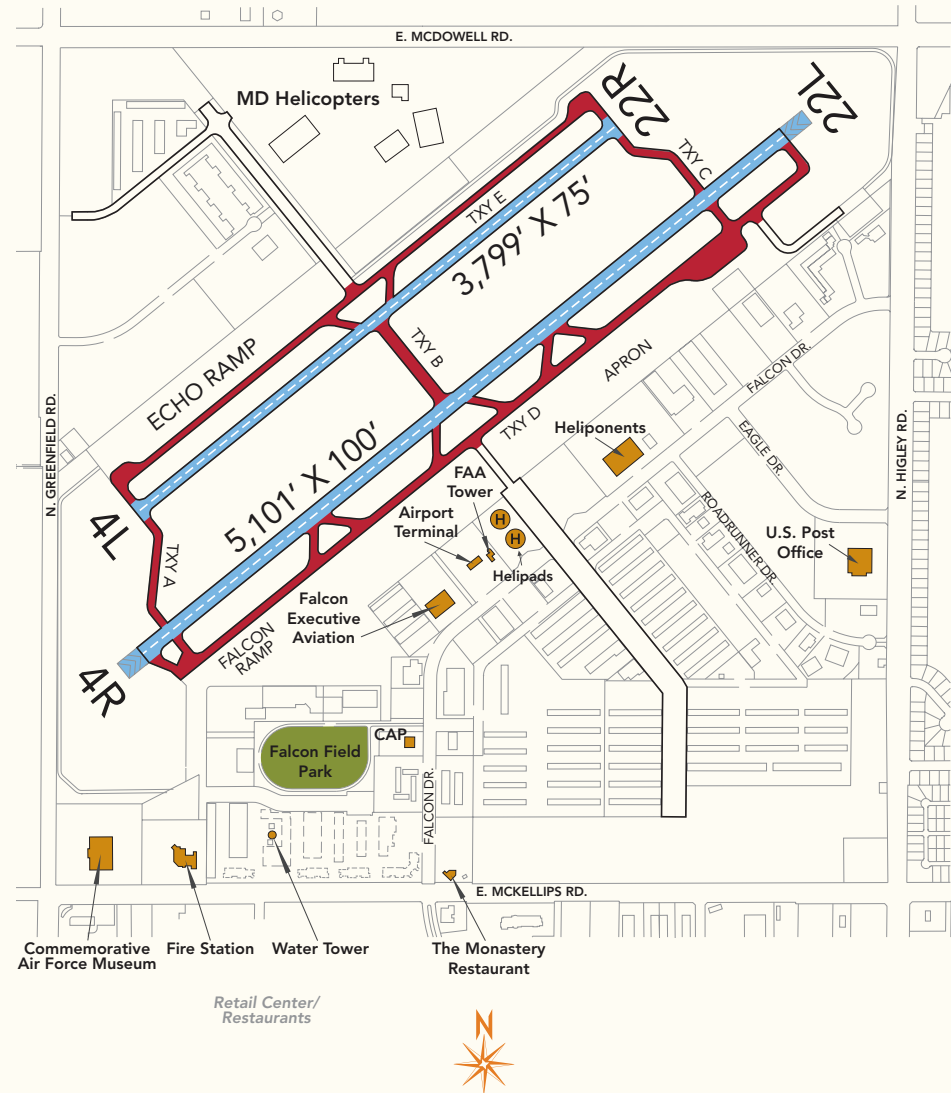 E. MCDOWELL RD.
MD Helicopters
22R
22L
TXY C
TXY E
3,799′ X 75′
TXY B
ECHO RAMP
APRON
FALCON DR.
N. GREENFIELD RD.
N. HIGLEY RD.
TXY D
Heliponents
EAGLE DR.
5,101′ X 100′
FAA
Tower
ROADRUNNER DR.
4L
Airport
Terminal
H
H
U.S. Post
Office
TXY A
Helipads
Falcon
Executive
Aviation
FALCON
RAMP
4R
CAP
Falcon Field
Park
FALCON DR.
E. MCKELLIPS RD.
Commemorative
Air Force Museum
Fire Station
Water Tower
The Monastery
Restaurant
Retail Center/
Restaurants
N